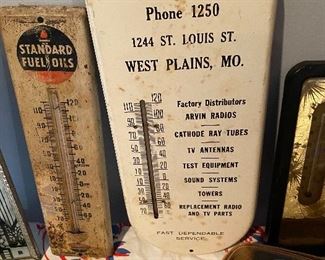 STANDARD
FUEL OILS
Phone 1250
1244 ST. LOUIS ST.
WEST PLAINS, MO.
Factory Distributors
ARVIN RADIOS
CATHODE RAY TUBES
TV ANTENNAS
TEST EQUIPMENT
SOUND SYSTEMS
TOWERS
REPLACEMENT RADIO
AND TV PARTS
FAST DEPENDABLE
SERVICE